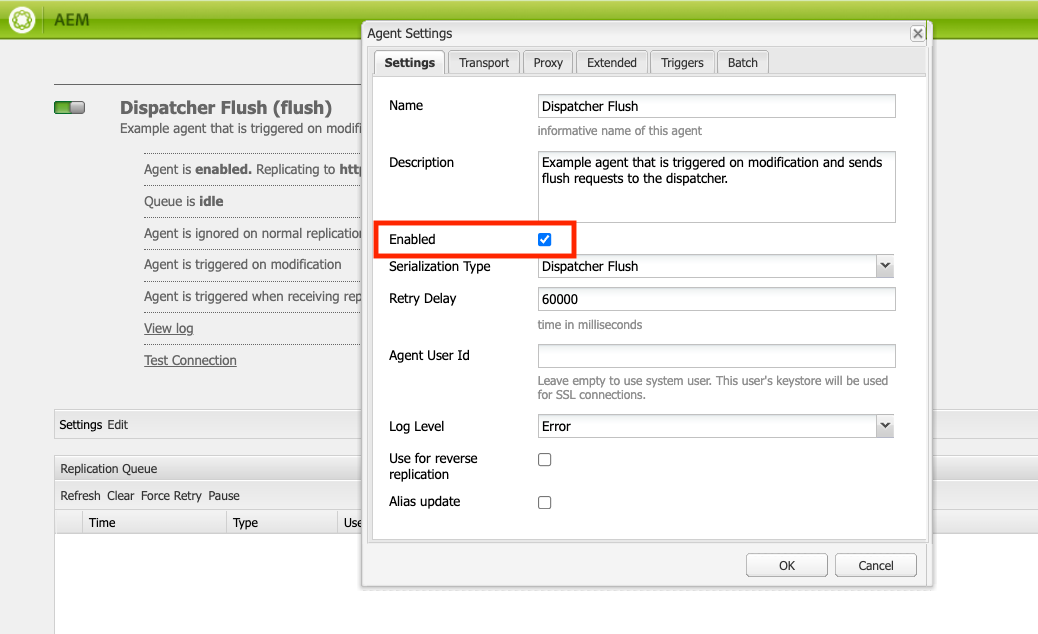 AEM
Agent Settings
Settings Transport Proxy Extended Triggers Batch
Dispatcher Flush (flush)
Example agent that is triggered on modifi
Agent is enabled. Replicating to htt
Queue is idle
Agent is ignored on normal replication
Agent is triggered on modification
Agent is triggered when receiving rep
View log
Test Connection
Settings Edit
Replication Queue
Refresh Clear Force Retry Pause
Time Type Use
Name Dispatcher Flush
informative name of this agent
Description Example agent that is triggered on modification and sends
flush requests to the dispatcher.
Enabled
Serialization Type Dispatcher Flush
Retry Delay 60000
time in milliseconds
Agent User Id
Leave empty to use system user. This user's keystore will be used
for SSL connections.
Log Level Error
Use for reverse
replication
Alias update
OK Cancel